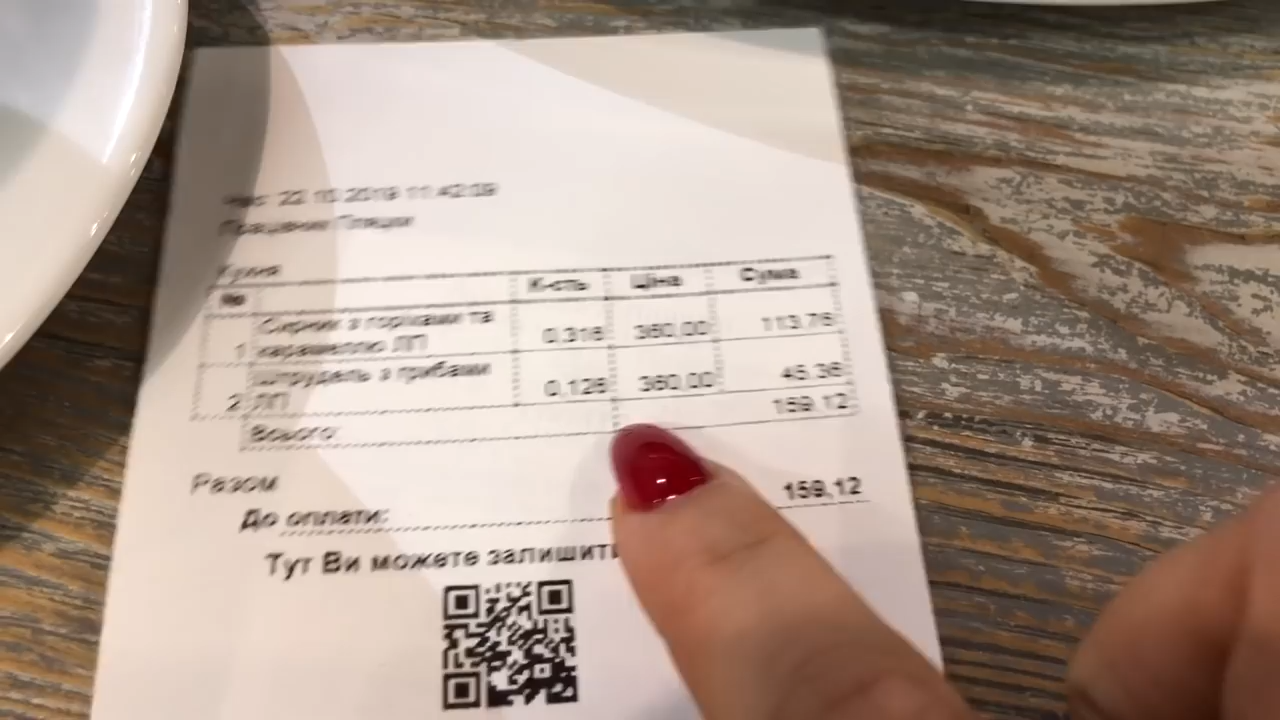 Час: 22.10.2019 11:42:09
Працівник Пляцки
Кухня
№ К-сть Ціна Сума
Сирник з горіхами та
1 карамеллю ЛП 0,316 360,00 113,76
Штрудель з грибами
2 ЛП 0,126 360,00 45,36
Всього: 159,12
Разом
До оплати: 159,12
Тут Ви можете залишити